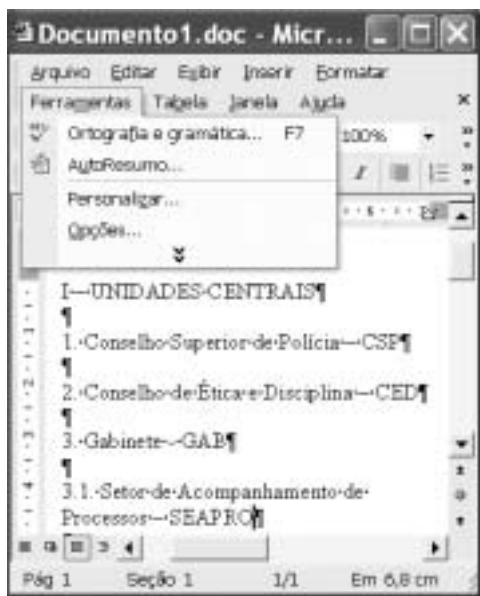 Documento1.doc - Micr...
Arquivo Editar Exibir Inserir Formatar
Ferramentas Tabela Janela Ajuda
Ortografia e gramática... F7
100%
AutoResumo...
I
Personalizar...
Opções...
I—UNIDADES·CENTRAIS¶
¶
1.·Conselho·Superior·de·Polícia·—·CSP¶
¶
2.·Conselho·de·Ética·e·Disciplina·—·CED¶
¶
3.·Gabinete·–·GAB¶
¶
3.1.·Setor·de·Acompanhamento·de·
Processos·—·SEAPRO¶
Pág 1 Seção 1 1/1 Em 6,8 cm